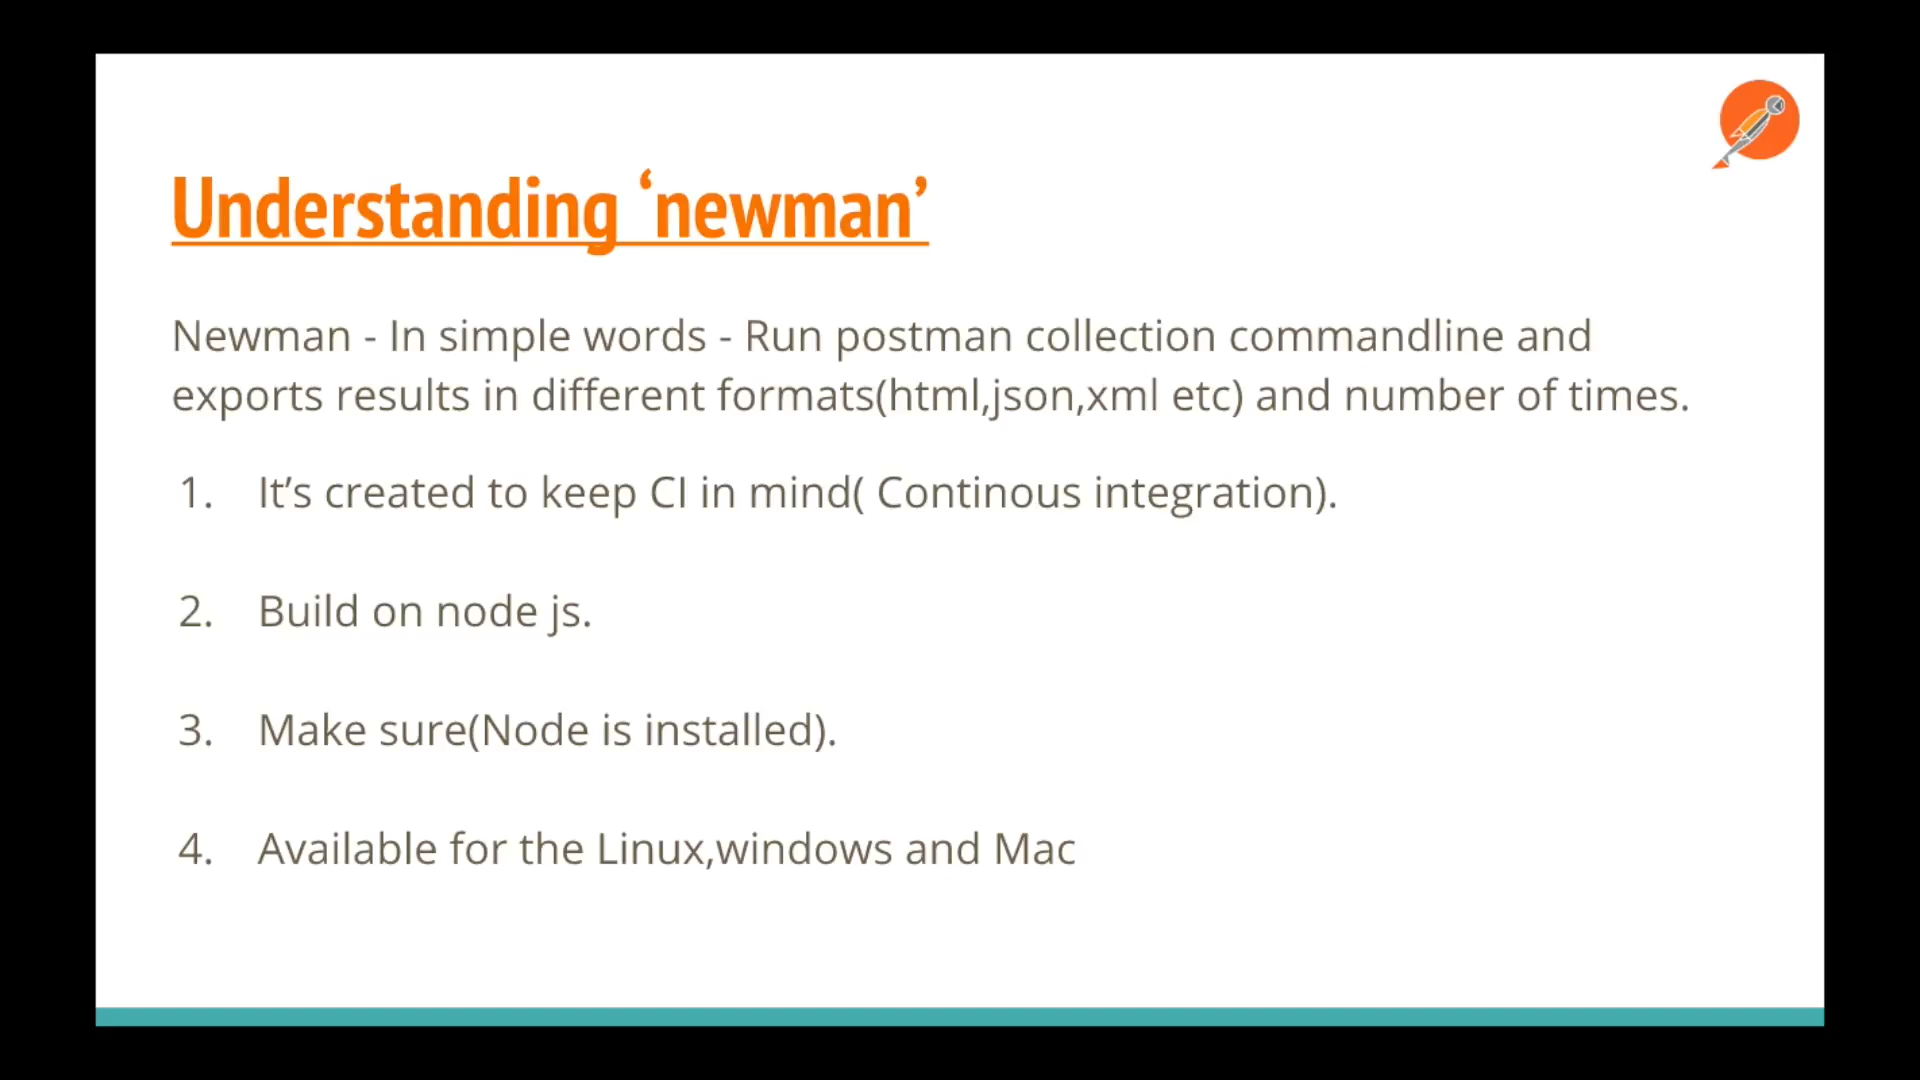 Understanding ‘newman’
Newman - In simple words - Run postman collection commandline and
exports results in different formats(html,json,xml etc) and number of times.
1. It’s created to keep CI in mind( Continous integration).
2. Build on node js.
3. Make sure(Node is installed).
4. Available for the Linux,windows and Mac